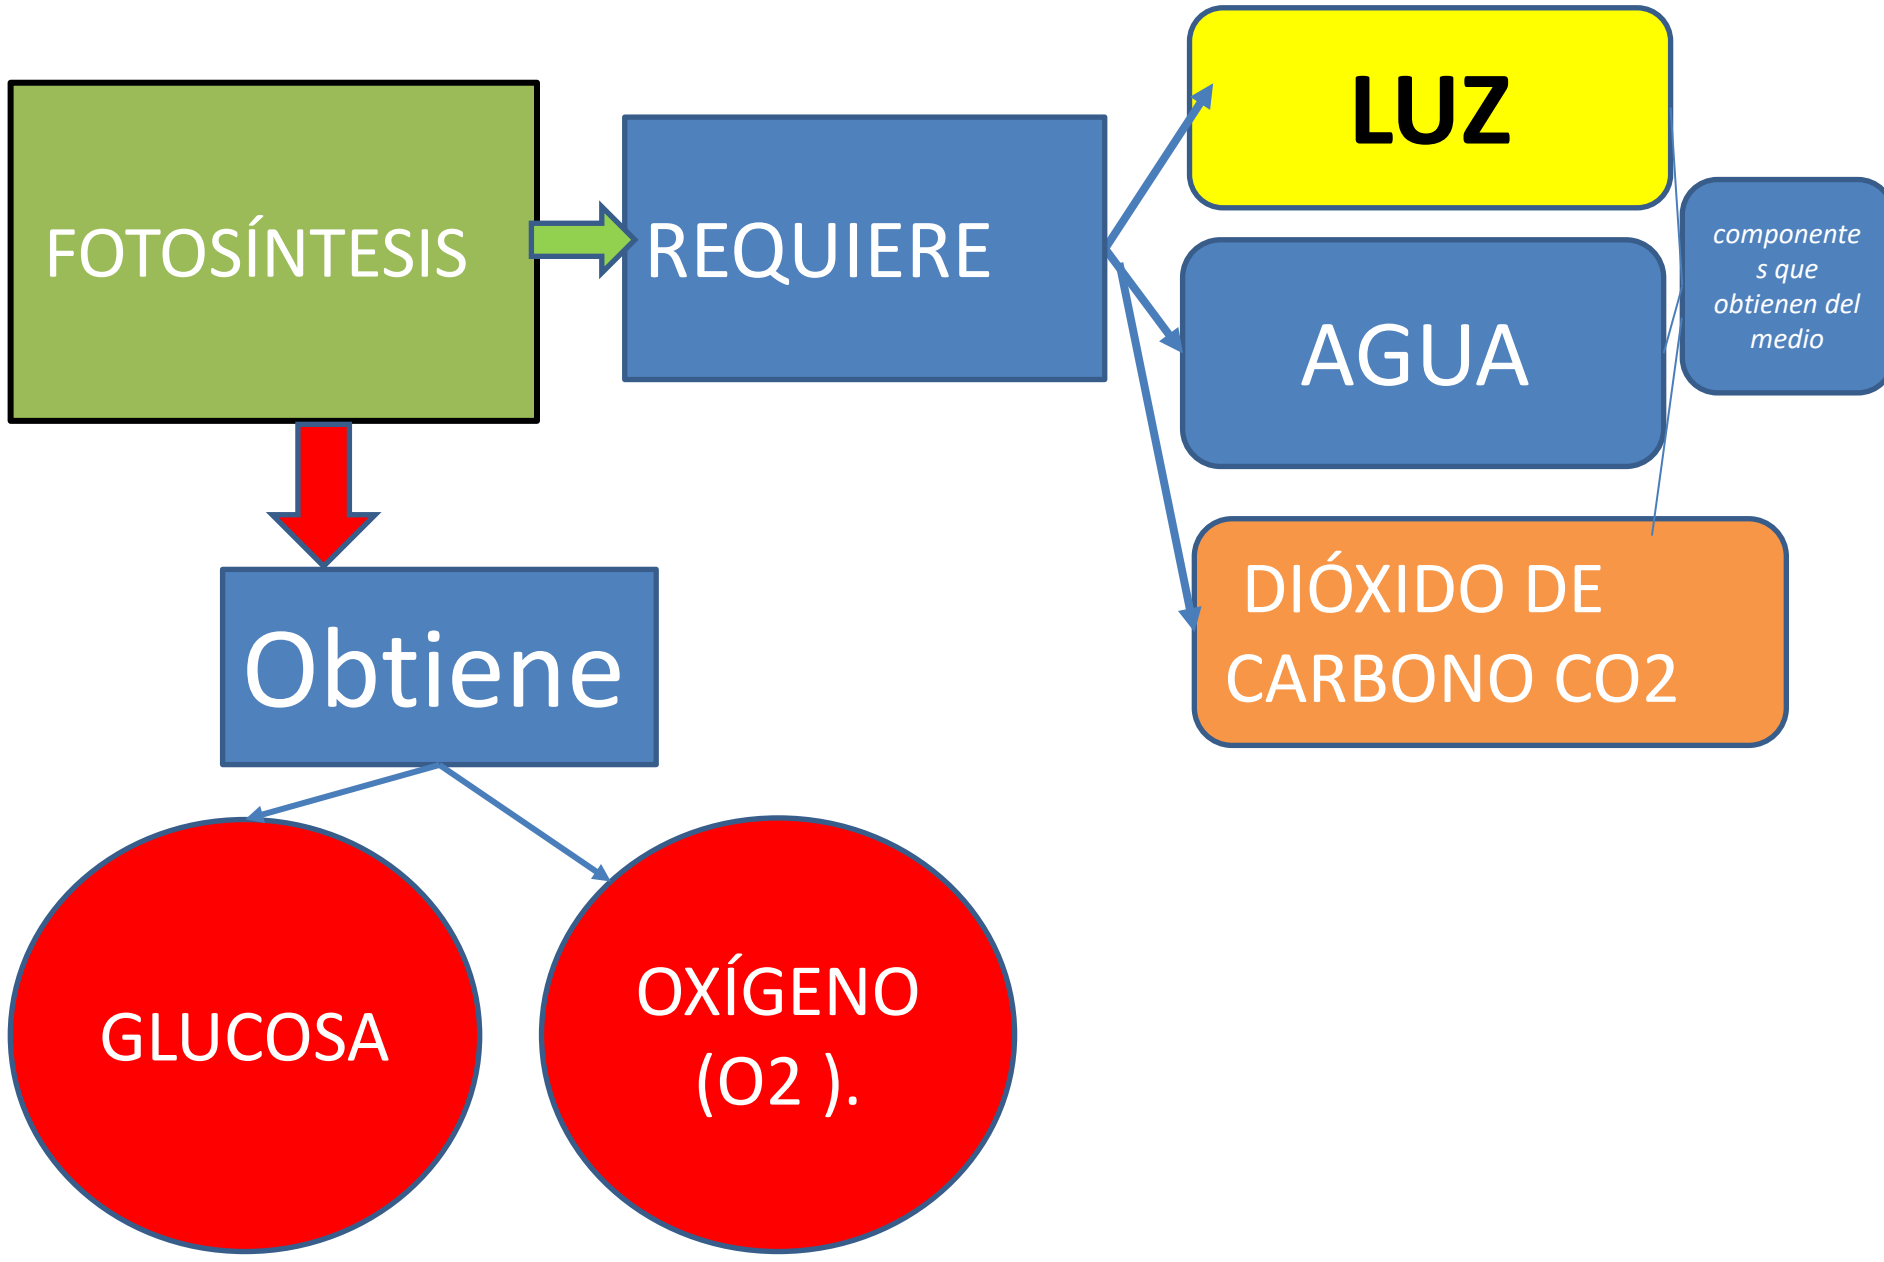 FOTOSÍNTESIS
REQUIERE
LUZ
AGUA
DIÓXIDO DE
CARBONO CO2
componente
s que
obtienen del
medio
Obtiene
GLUCOSA
OXÍGENO
(O2 ).